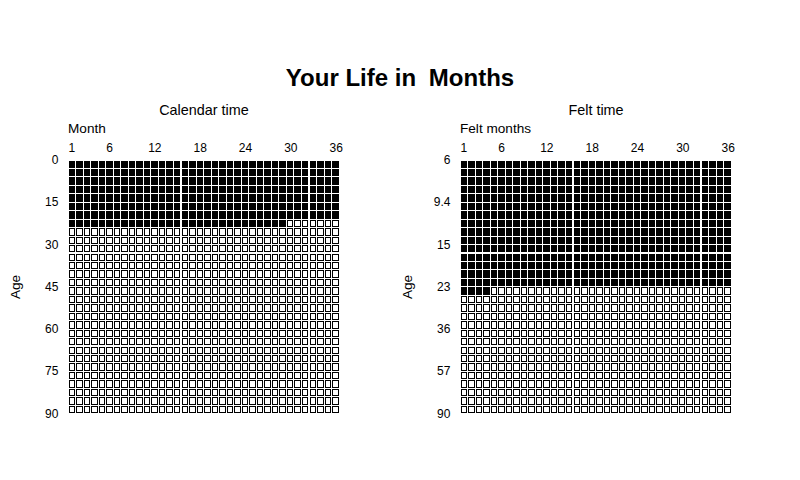 Your Life in  Months
Calendar time
Month
1 6 12 18 24 30 36
0
15
30
45
60
75
90
Age
Felt time
Felt months
1 6 12 18 24 30 36
6
9.4
15
23
36
57
90
Age